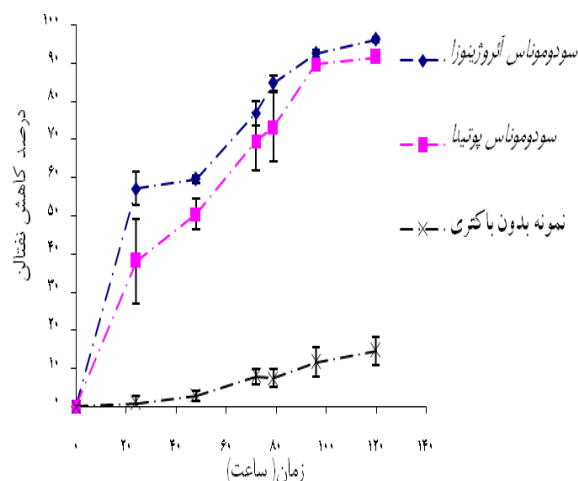 ۱۰۰
۹۰
۸۰
۷۰
۶۰
۵۰
۴۰
۳۰
۲۰
۱۰
۰
درصد کاهش نفتالن
۰ ۲۰ ۴۰ ۶۰ ۸۰ ۱۰۰ ۱۲۰ ۱۴۰
زمان( ساعت)
سودوموناس آئروژینوزا
سودوموناس پوتیدا
نمونه بدون باکتری